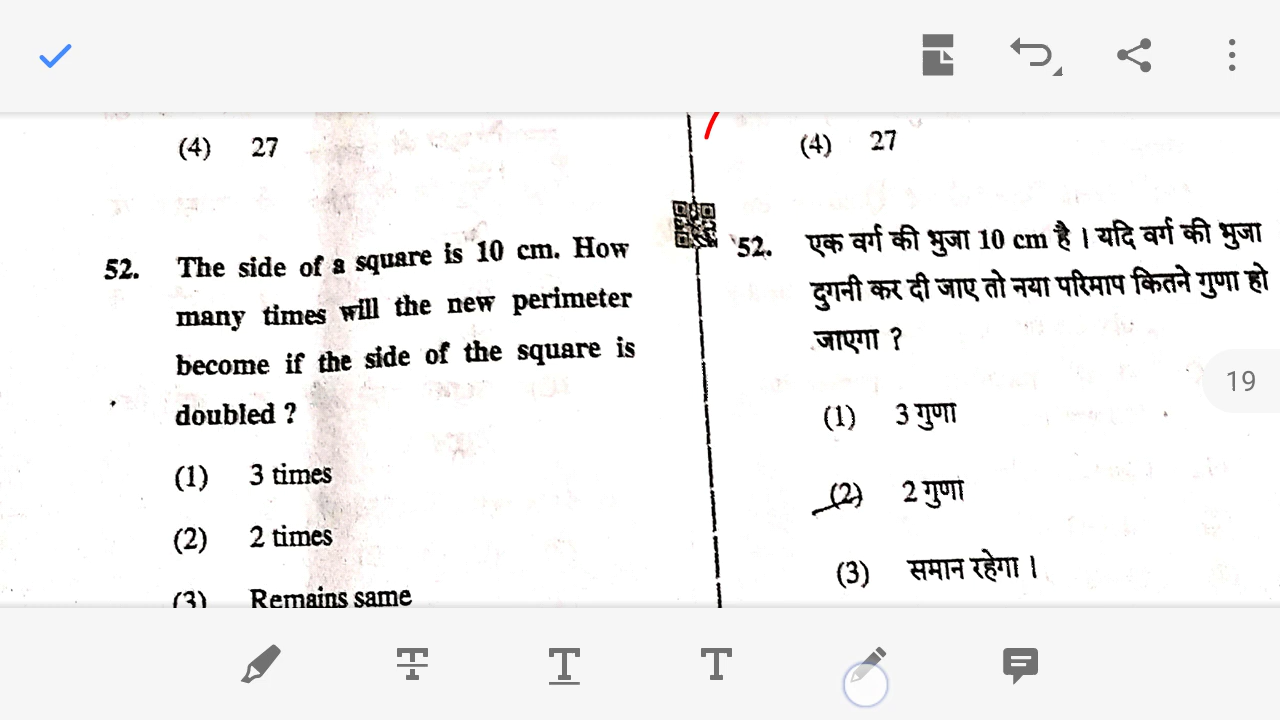 (4) 27
52. The side of a square is 10 cm. How
many times will the new perimeter
become if the side of the square is
doubled ?
(1) 3 times
(2) 2 times
(3) Remains same
(4) 27
52. एक वर्ग की भुजा 10 cm है । यदि वर्ग की भुजा
दुगनी कर दी जाए तो नया परिमाप कितने गुणा हो
जाएगा ?
(1) 3 गुणा
(2) 2 गुणा
(3) समान रहेगा ।
19
T
T
T